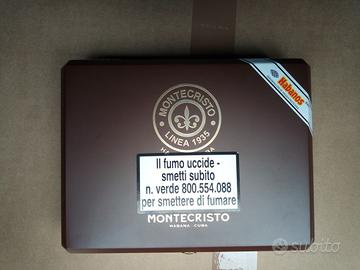 Habanos
MONTECRISTO
LINEA 1935
Il fumo uccide -
smetti subito
n. verde 800.554.088
per smettere di fumare
MONTECRISTO
HABANA · CUBA
subito